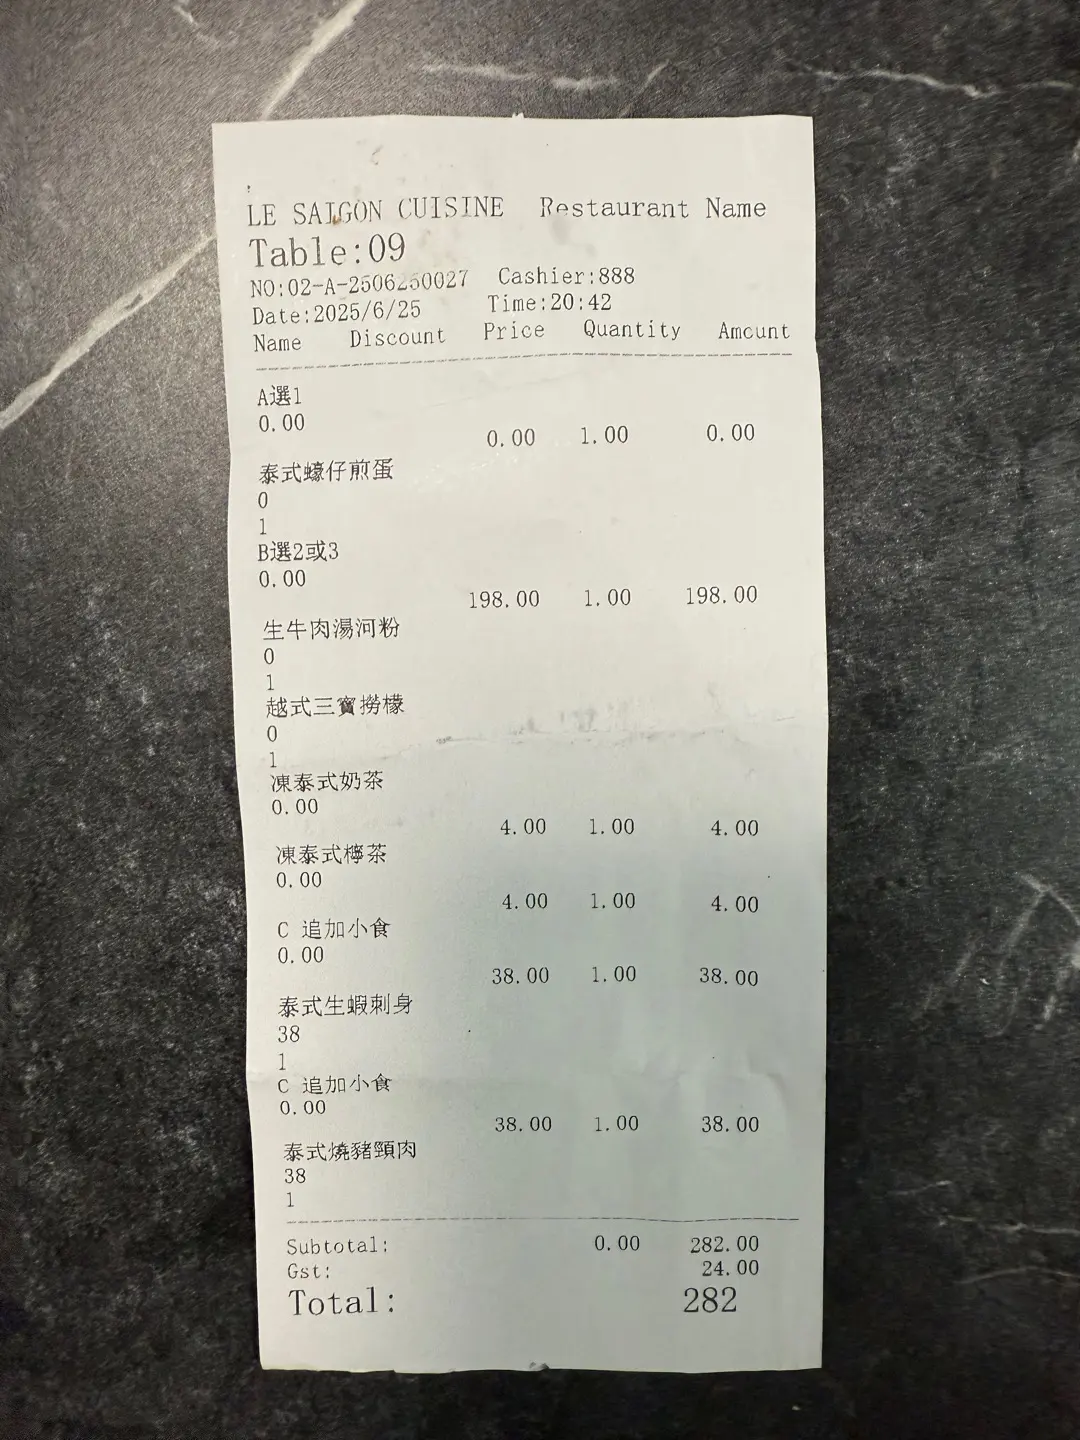 LE SAIGON CUISINE Restaurant Name
Table:09
NO:02-A-2506250027 Cashier:888
Date:2025/6/25 Time:20:42
Name Discount Price Quantity Amount
A選1
0.00
0.00 1.00 0.00
泰式蠔仔煎蛋
0
1
B選2或3
0.00
198.00 1.00 198.00
生牛肉湯河粉
0
1
越式三寶撈檬
0
1
凍泰式奶茶
0.00
4.00 1.00 4.00
凍泰式檸茶
0.00
4.00 1.00 4.00
C 追加小食
0.00
38.00 1.00 38.00
泰式生蝦刺身
38
1
C 追加小食
0.00
38.00 1.00 38.00
泰式燒豬頸肉
38
1
Subtotal: 0.00 282.00
Gst: 24.00
Total: 282